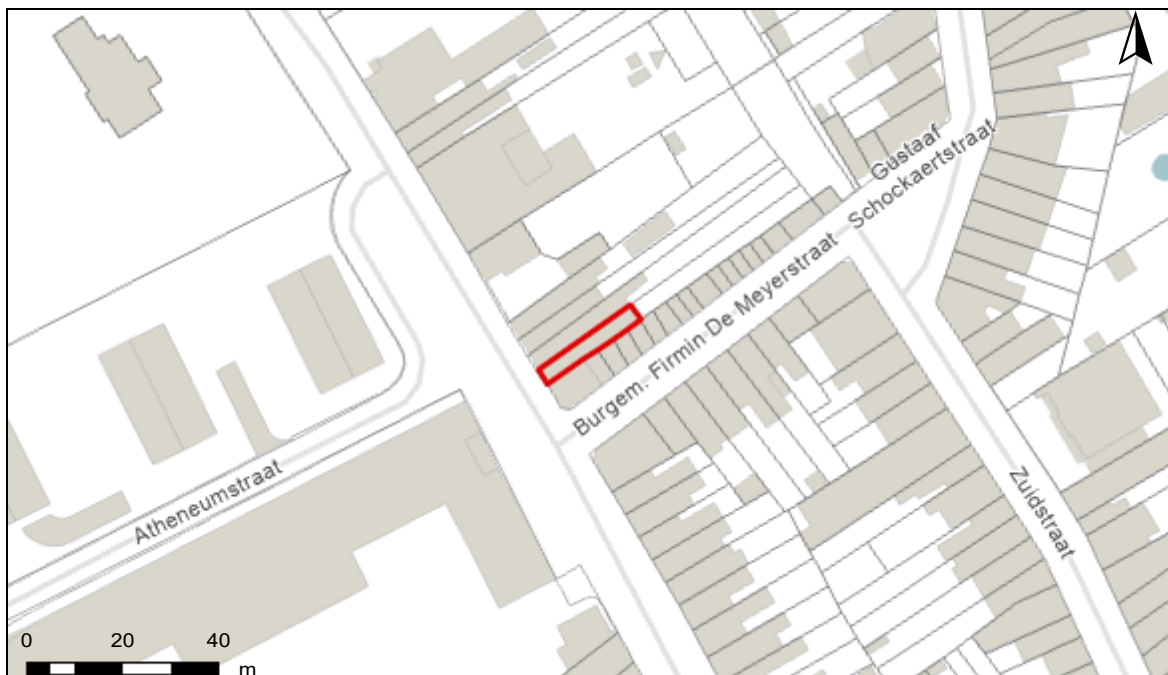 Gustaaf
Schockaertstraat
Burgem. Firmin De Meyerstraat
Zuidstraat
Atheneumstraat
0 20 40
m